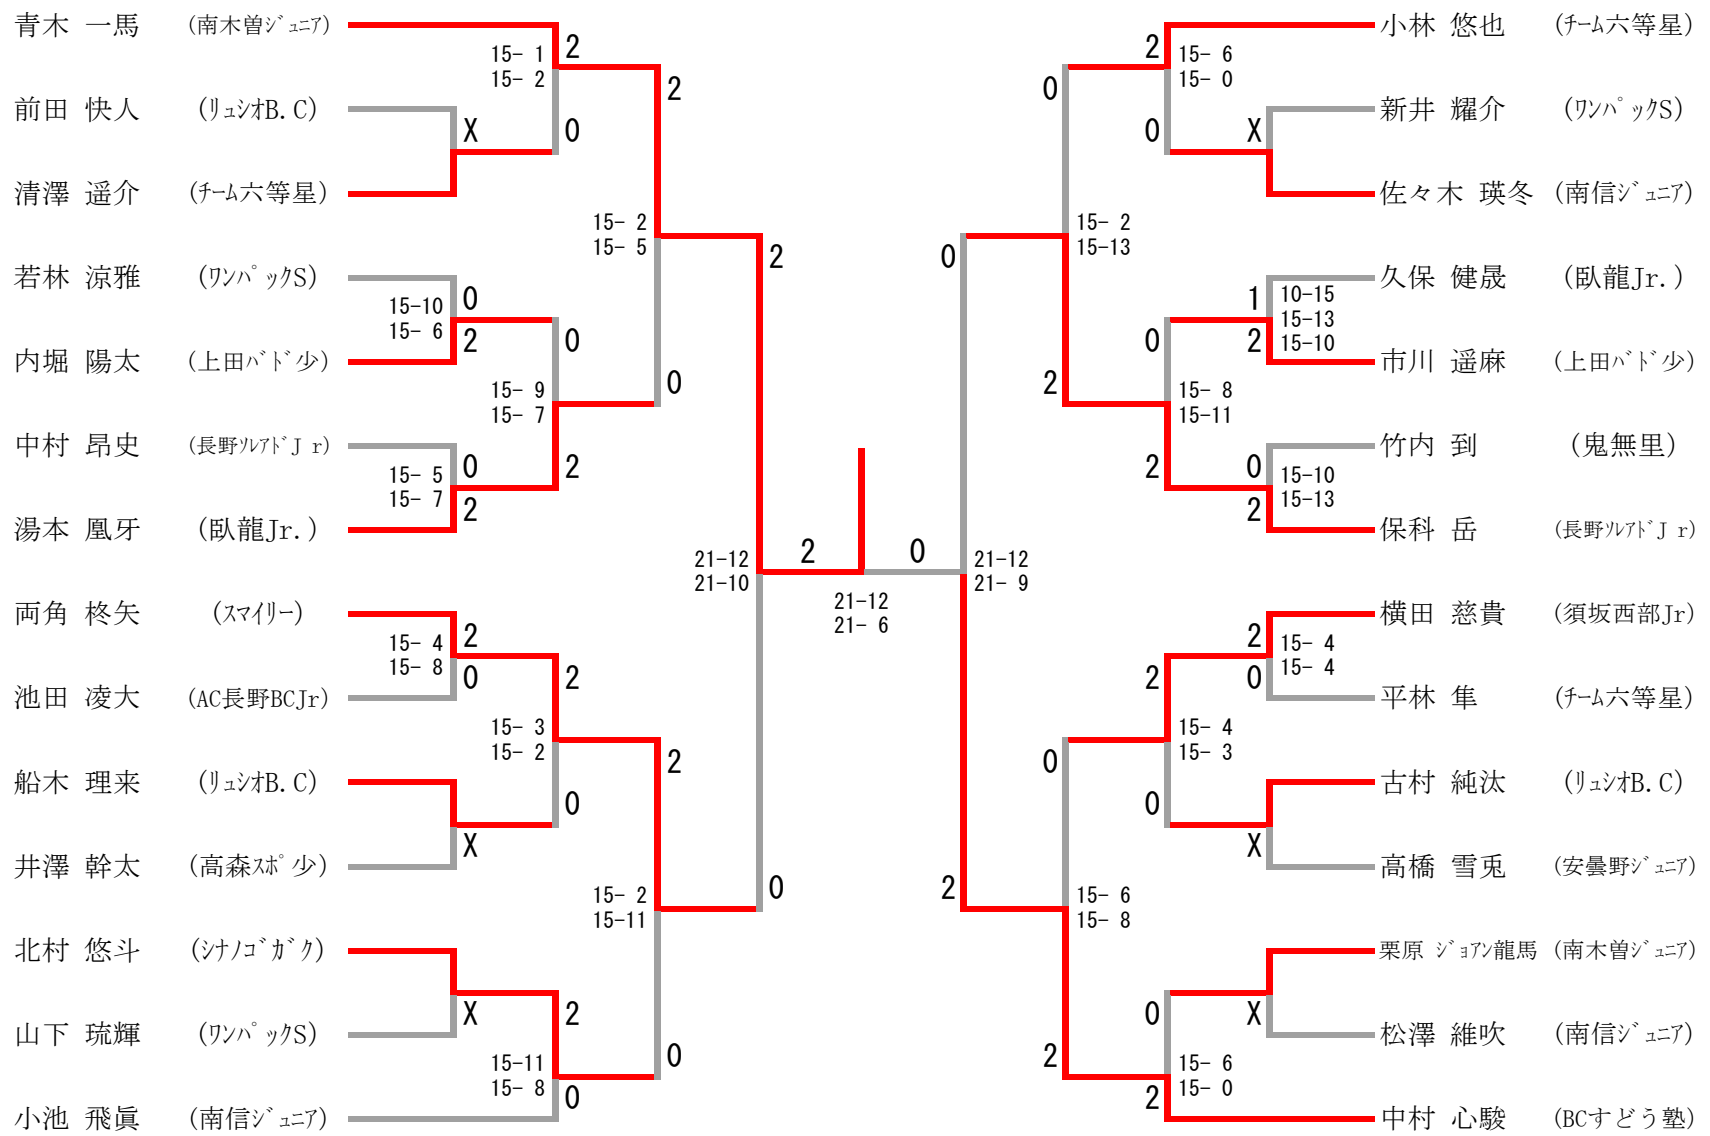 青木 一馬 (南木曽ｼﾞｭﾆｱ)
前田 快人 (ﾘｭｼｵB.C)
清澤 遥介 (ﾁｰﾑ六等星)
若林 涼雅 (ﾜﾝﾊﾟｯｸS)
内堀 陽太 (上田ﾊﾞﾄﾞ少)
中村 昂史 (長野ｿﾚｱﾄﾞJr)
湯本 凰牙 (臥龍Jr.)
両角 柊矢 (ｽﾏｲﾘｰ)
池田 凌大 (AC長野BCJr)
船木 理来 (ﾘｭｼｵB.C)
井澤 幹太 (高森ｽﾎﾟ少)
北村 悠斗 (ｼﾅﾉｺﾞｶﾞｸ)
山下 琉輝 (ﾜﾝﾊﾟｯｸS)
小池 飛眞 (南信ｼﾞｭﾆｱ)
X
15-10
15- 6
0
2
15- 5
15- 7
0
2
15- 4
15- 8
2
0
X
X
15- 1
15- 2
2
0
15- 9
15- 7
0
2
15- 3
15- 2
2
0
15-11
15- 8
2
0
15- 2
15- 5
2
0
15- 2
15-11
2
0
21-12
21-10
2
0
2
0
21-12
21- 6
21-12
21- 9
0
2
15- 2
15-13
0
2
15- 6
15- 8
0
2
15- 6
15- 0
2
0
15- 8
15-11
0
2
15- 4
15- 3
2
0
15- 6
15- 0
0
2
X
10-15
15-13
15-10
1
2
15-10
15-13
0
2
15- 4
15- 4
2
0
X
X
小林 悠也 (ﾁｰﾑ六等星)
新井 耀介 (ﾜﾝﾊﾟｯｸS)
佐々木 瑛冬 (南信ｼﾞｭﾆｱ)
久保 健晟 (臥龍Jr.)
市川 遥麻 (上田ﾊﾞﾄﾞ少)
竹内 到 (鬼無里)
保科 岳 (長野ｿﾚｱﾄﾞJr)
横田 慈貴 (須坂西部Jr)
平林 隼 (ﾁｰﾑ六等星)
古村 純汰 (ﾘｭｼｵB.C)
高橋 雪兎 (安曇野ｼﾞｭﾆｱ)
栗原 ｼﾞｮｱﾝ龍馬 (南木曽ｼﾞｭﾆｱ)
松澤 維吹 (南信ｼﾞｭﾆｱ)
中村 心駿 (BCすどう塾)